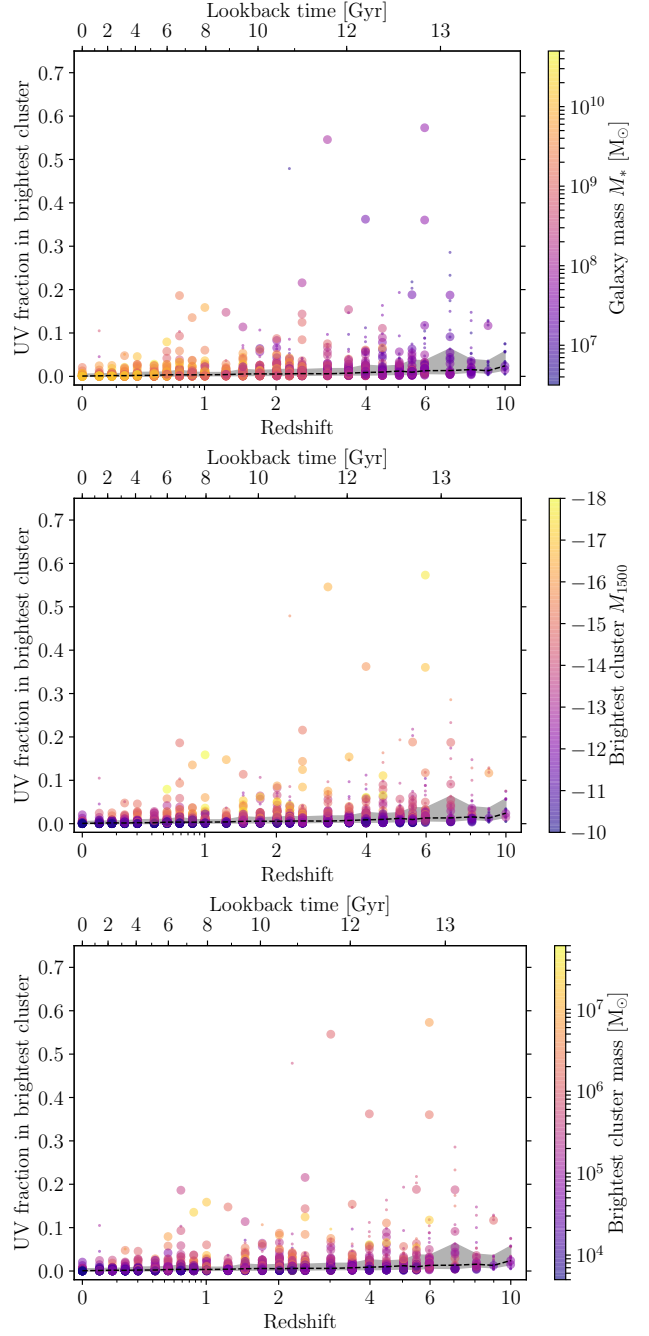 Lookback time [Gyr]
0 2 4 6 8 10 12 13
0.7
0.6
0.5
0.4
0.3
0.2
0.1
0.0
UV fraction in brightest cluster
0 1 2 4 6 10
Redshift
10^10
10^9
10^8
10^7
Galaxy mass M_* [M_⊙]
Lookback time [Gyr]
0 2 4 6 8 10 12 13
0.7
0.6
0.5
0.4
0.3
0.2
0.1
0.0
UV fraction in brightest cluster
0 1 2 4 6 10
Redshift
−18
−17
−16
−15
−14
−13
−12
−11
−10
Brightest cluster M_1500
Lookback time [Gyr]
0 2 4 6 8 10 12 13
0.7
0.6
0.5
0.4
0.3
0.2
0.1
0.0
UV fraction in brightest cluster
0 1 2 4 6 10
Redshift
10^7
10^6
10^5
10^4
Brightest cluster mass [M_⊙]